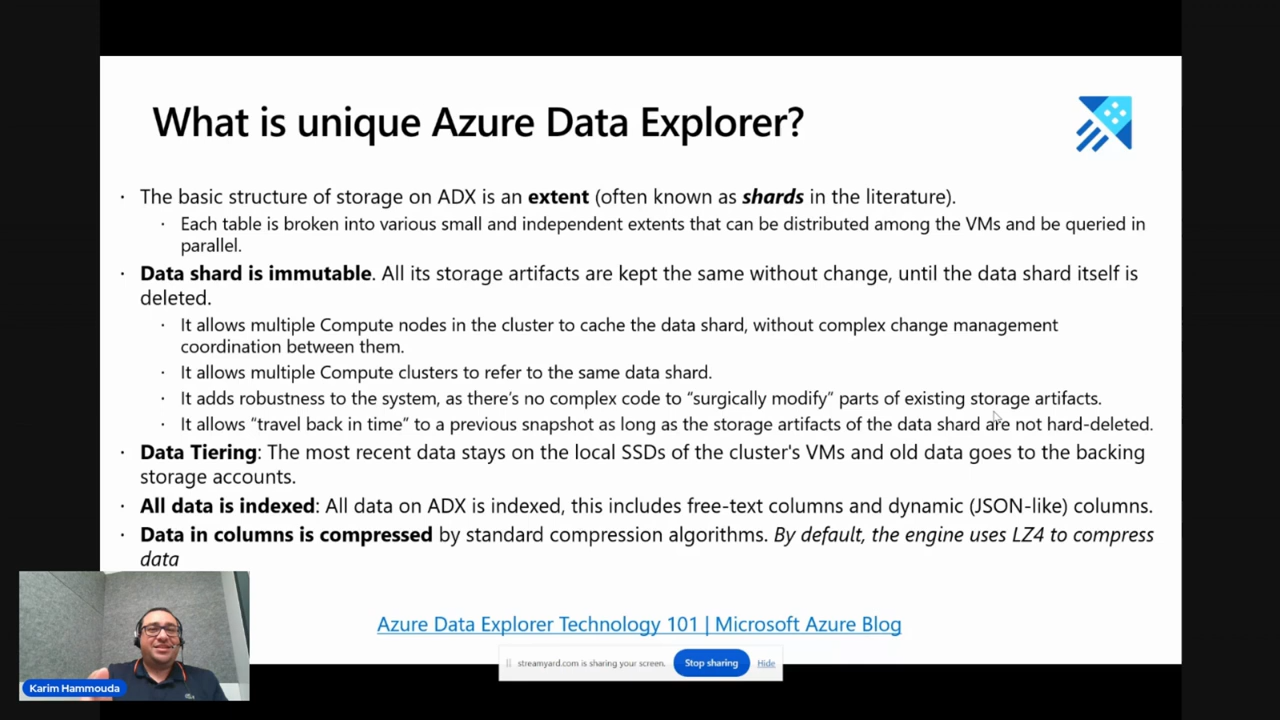 What is unique Azure Data Explorer?
· The basic structure of storage on ADX is an extent (often known as shards in the literature).
· Each table is broken into various small and independent extents that can be distributed among the VMs and be queried in
parallel.
· Data shard is immutable. All its storage artifacts are kept the same without change, until the data shard itself is
deleted.
· It allows multiple Compute nodes in the cluster to cache the data shard, without complex change management
coordination between them.
· It allows multiple Compute clusters to refer to the same data shard.
· It adds robustness to the system, as there's no complex code to “surgically modify” parts of existing storage artifacts.
· It allows “travel back in time” to a previous snapshot as long as the storage artifacts of the data shard are not hard-deleted.
· Data Tiering: The most recent data stays on the local SSDs of the cluster's VMs and old data goes to the backing
storage accounts.
· All data is indexed: All data on ADX is indexed, this includes free-text columns and dynamic (JSON-like) columns.
· Data in columns is compressed by standard compression algorithms. By default, the engine uses LZ4 to compress
data
Azure Data Explorer Technology 101 | Microsoft Azure Blog
streamyard.com is sharing your screen. Stop sharing Hide
Karim Hammouda